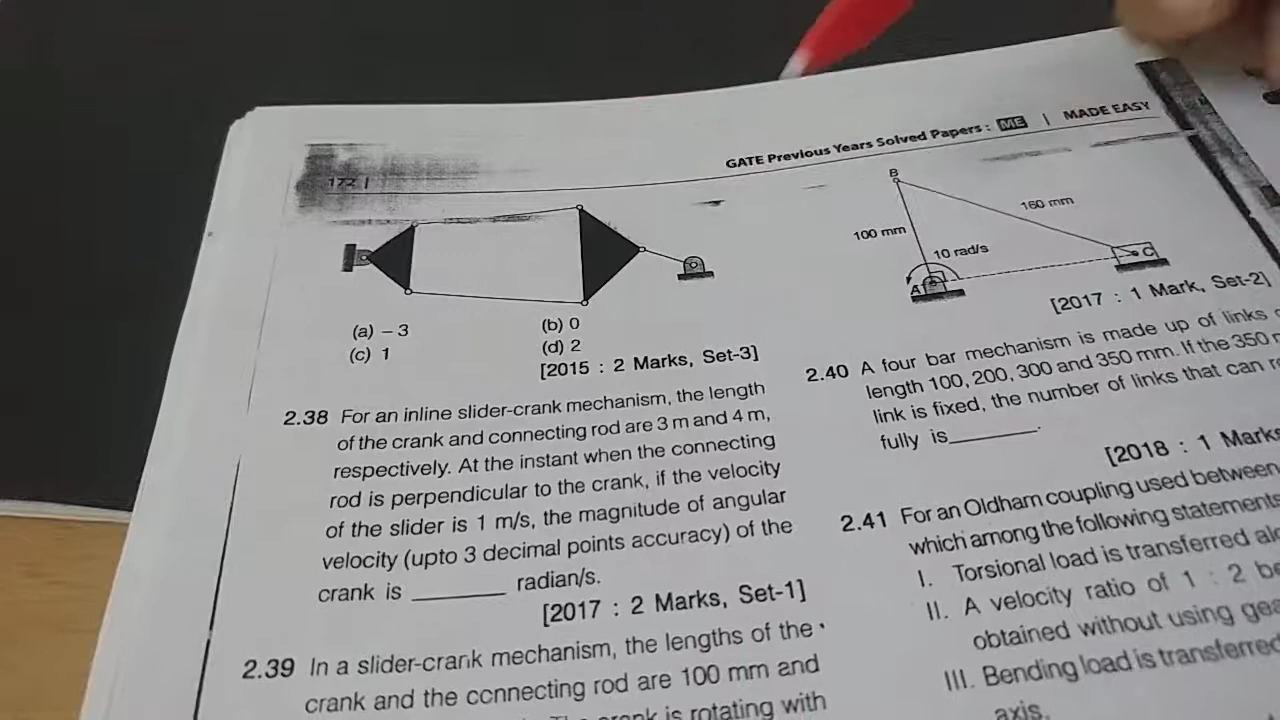 GATE Previous Years Solved Papers : ME | MADE EASY
172 |
(a) – 3 (b) 0
(c) 1 (d) 2
[2015 : 2 Marks, Set-3]
2.38 For an inline slider-crank mechanism, the length
of the crank and connecting rod are 3 m and 4 m,
respectively. At the instant when the connecting
rod is perpendicular to the crank, if the velocity
of the slider is 1 m/s, the magnitude of angular
velocity (upto 3 decimal points accuracy) of the
crank is ________ radian/s.
[2017 : 2 Marks, Set-1]
2.39 In a slider-crank mechanism, the lengths of the
crank and the connecting rod are 100 mm and
crank is rotating with
B
160 mm
100 mm
10 rad/s
A
C
[2017 : 1 Mark, Set-2]
2.40 A four bar mechanism is made up of links
length 100, 200, 300 and 350 mm. If the 350
link is fixed, the number of links that can
fully is________.
[2018 : 1 Marks
2.41 For an Oldham coupling used between
which among the following statements
I. Torsional load is transferred
II. A velocity ratio of 1 : 2
obtained without using
III. Bending load is transferred
axis.